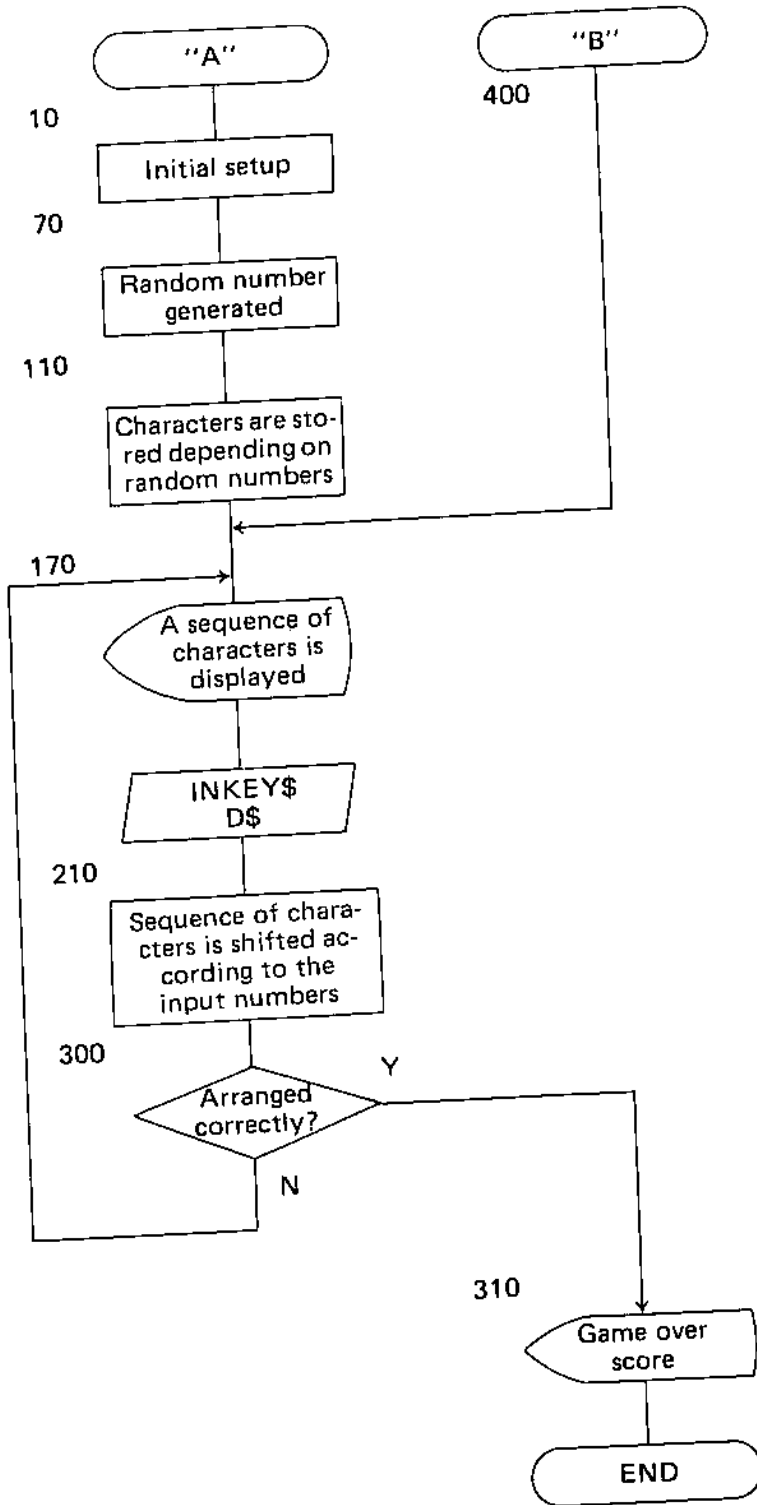 "A"
"B"
400
10
Initial setup
70
Random number
generated
110
Characters are sto-
red depending on
random numbers
170
A sequence of
characters is
displayed
INKEY$
D$
210
Sequence of chara-
cters is shifted ac-
cording to the
input numbers
300
Y
Arranged
correctly?
N
310
Game over
score
END